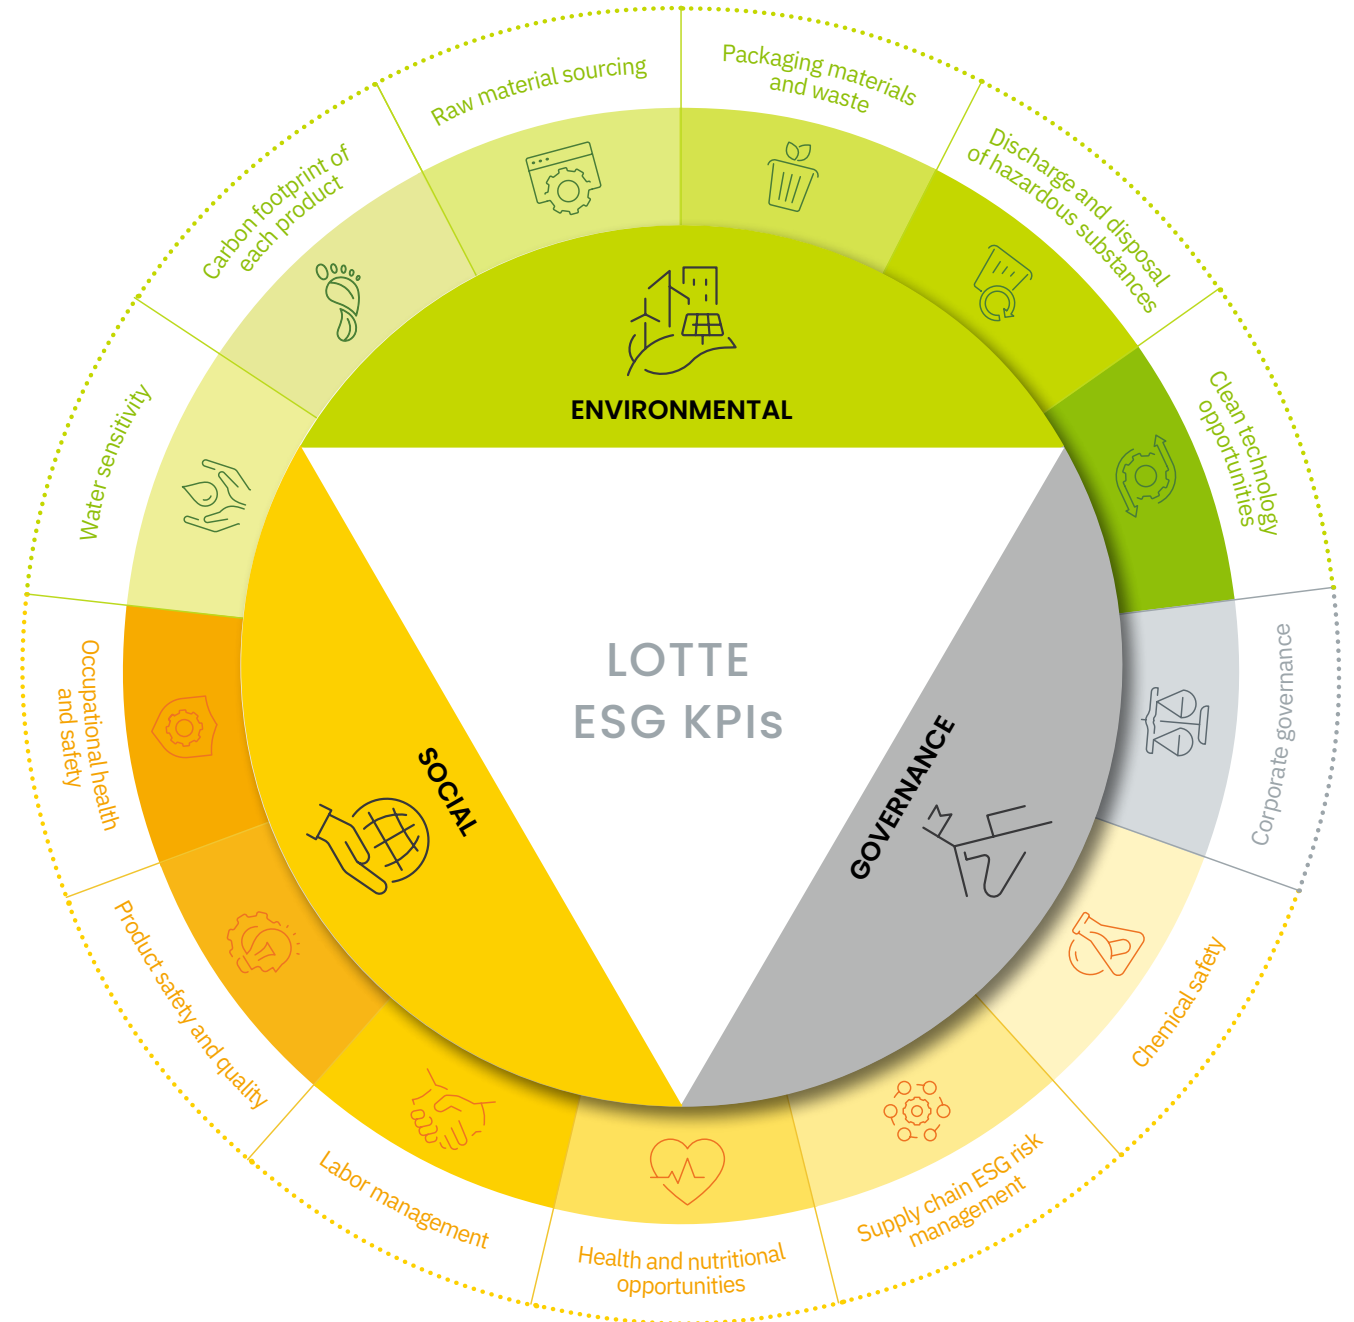 Raw material sourcing
Packaging materials
and waste
Discharge and disposal
of hazardous substances
Clean technology
opportunities
Corporate governance
Chemical safety
Supply chain ESG risk
management
Health and nutritional
opportunities
Labor management
Product safety and quality
Occupational health
and safety
Water sensitivity
Carbon footprint of
each product
ENVIRONMENTAL
LOTTE
ESG KPIs
SOCIAL
GOVERNANCE